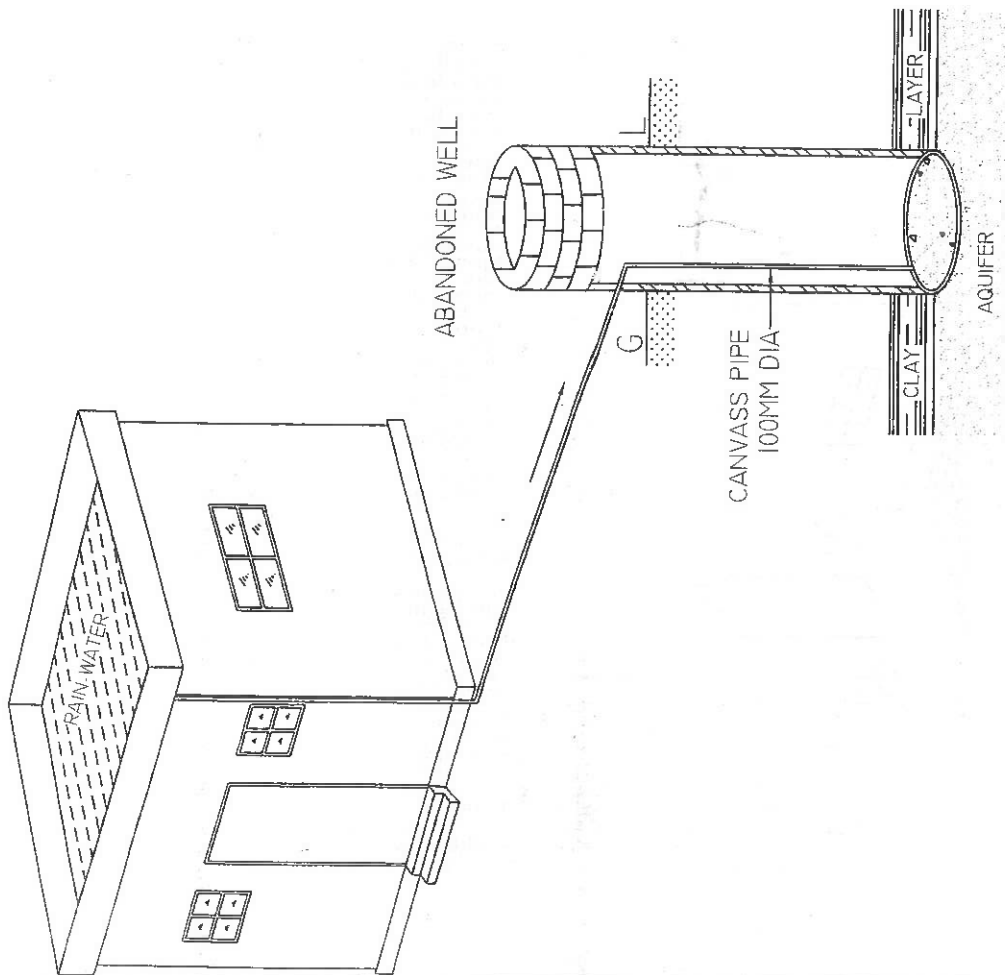 RAIN-WATER
ABANDONED WELL
G
L
CANVASS PIPE
100MM DIA
CLAY
LAYER
AQUIFER